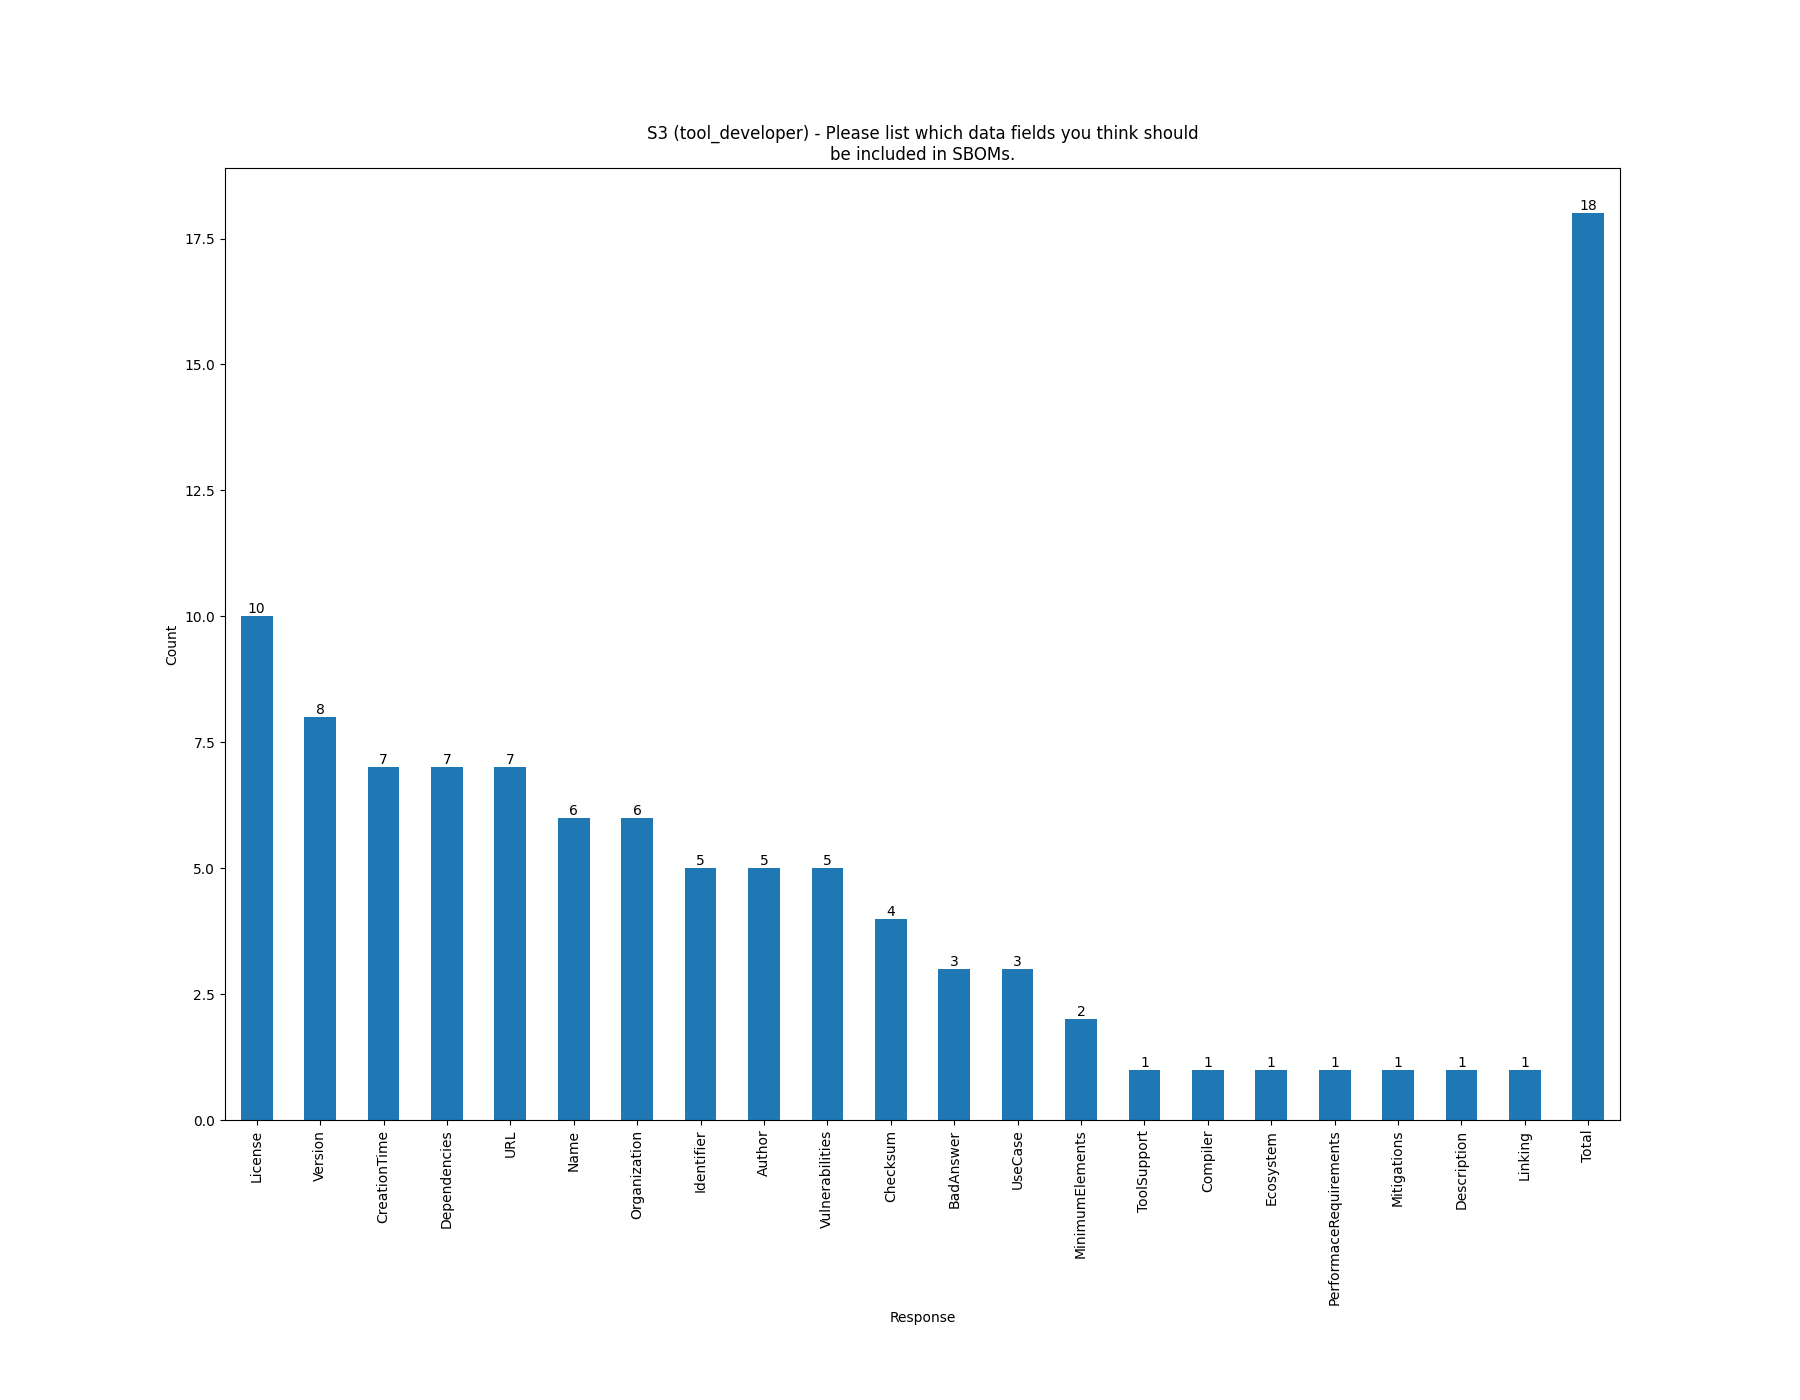 S3 (tool_developer) - Please list which data fields you think should
be included in SBOMs.
Count
17.5
15.0
12.5
10.0
7.5
5.0
2.5
0.0
10
8
7
7
7
6
6
5
5
5
4
3
3
2
1
1
1
1
1
1
1
18
License
Version
CreationTime
Dependencies
URL
Name
Organization
Identifier
Author
Vulnerabilities
Checksum
BadAnswer
UseCase
MinimumElements
ToolSupport
Compiler
Ecosystem
PerformaceRequirements
Mitigations
Description
Linking
Total
Response